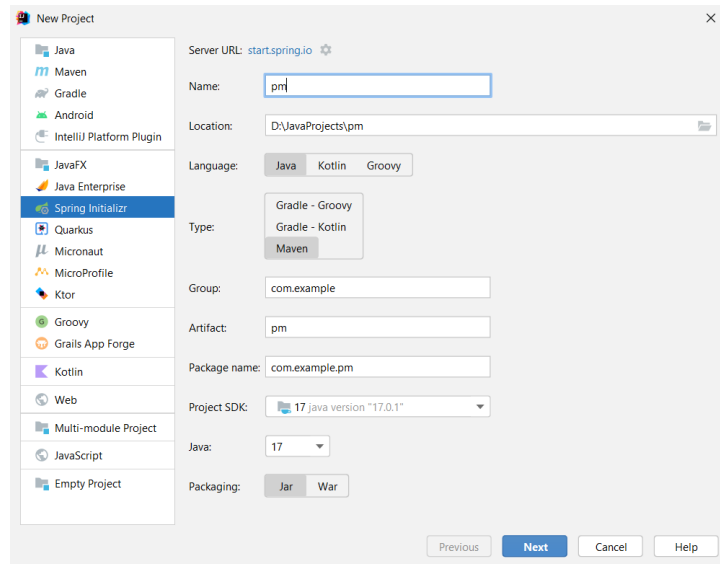 New Project
Java
Maven
Gradle
Android
IntelliJ Platform Plugin
JavaFX
Java Enterprise
Spring Initializr
Quarkus
Micronaut
MicroProfile
Ktor
Groovy
Grails App Forge
Kotlin
Web
Multi-module Project
JavaScript
Empty Project
Server URL: start.spring.io
Name: pm
Location: D:\JavaProjects\pm
Language: Java Kotlin Groovy
Type:
Gradle - Groovy
Gradle - Kotlin
Maven
Group: com.example
Artifact: pm
Package name: com.example.pm
Project SDK: 17 java version "17.0.1"
Java: 17
Packaging: Jar War
Previous Next Cancel Help